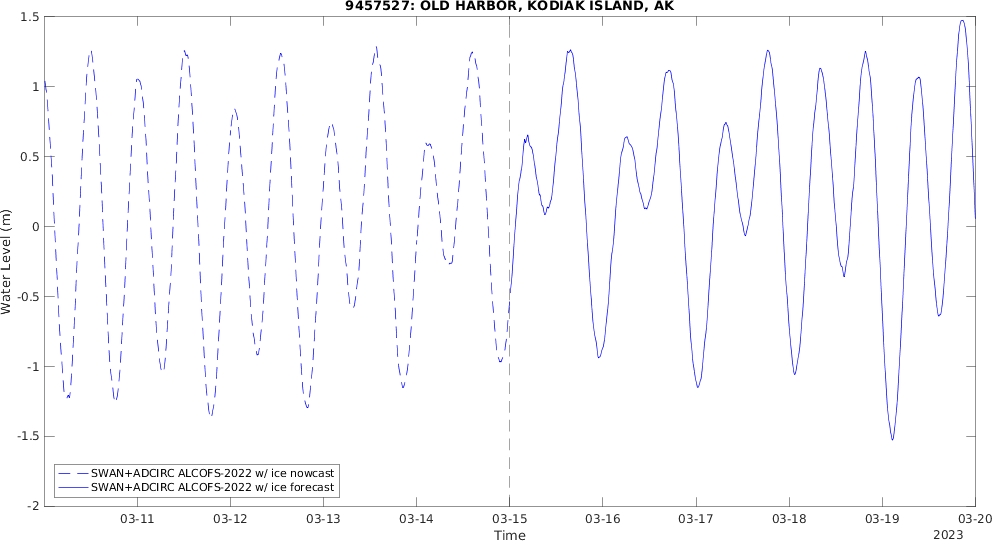 9457527: OLD HARBOR, KODIAK ISLAND, AK
1.5
1
0.5
0
-0.5
-1
-1.5
-2
Water Level (m)
SWAN+ADCIRC ALCOFS-2022 w/ ice nowcast
SWAN+ADCIRC ALCOFS-2022 w/ ice forecast
03-11 03-12 03-13 03-14 03-15 03-16 03-17 03-18 03-19 03-20
Time
2023